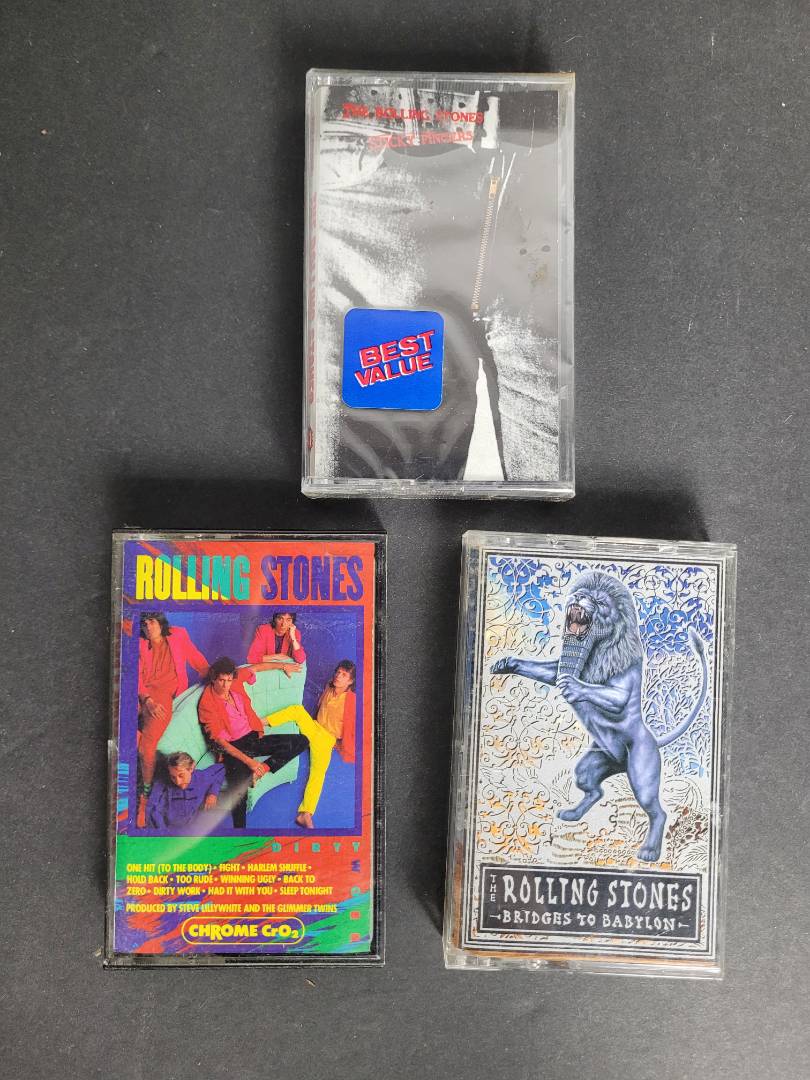 THE ROLLING STONES
STICKY FINGERS
BEST
VALUE
ROLLING STONES
DIRTY
WORK
ONE HIT (TO THE BODY) • FIGHT • HARLEM SHUFFLE •
HOLD BACK • TOO RUDE • WINNING UGLY • BACK TO
ZERO • DIRTY WORK • HAD IT WITH YOU • SLEEP TONIGHT
PRODUCED BY STEVE LILLYWHITE AND THE GLIMMER TWINS
CHROME CrO₂
THE
ROLLING STONES
BRIDGES TO BABYLON